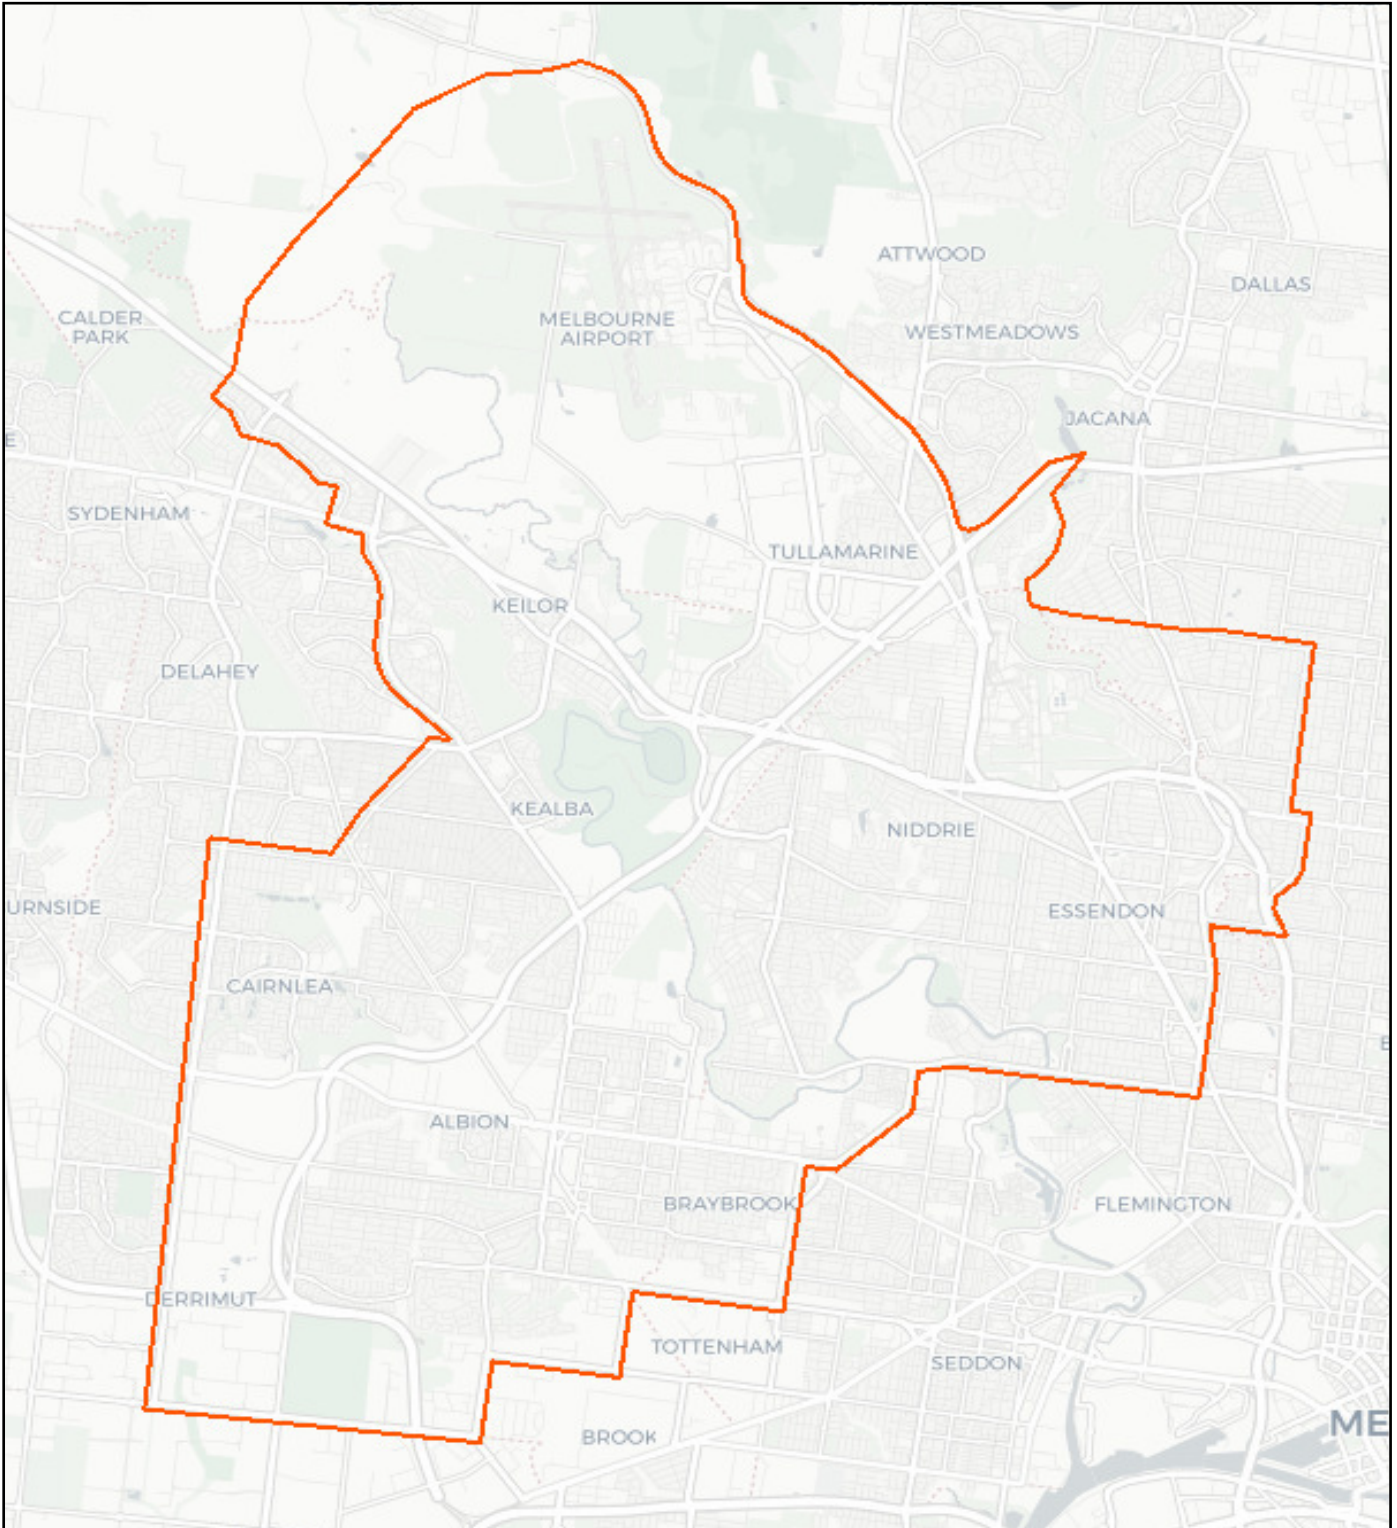 ATTWOOD
DALLAS
CALDER
PARK
MELBOURNE
AIRPORT
WESTMEADOWS
JACANA
E
SYDENHAM
TULLAMARINE
KEILOR
DELAHEY
KEALBA
NIDDRIE
URNSIDE
ESSENDON
CAIRNLEA
ALBION
BRAYBROOK
FLEMINGTON
DERRIMUT
TOTTENHAM
SEDDON
BROOK
ME